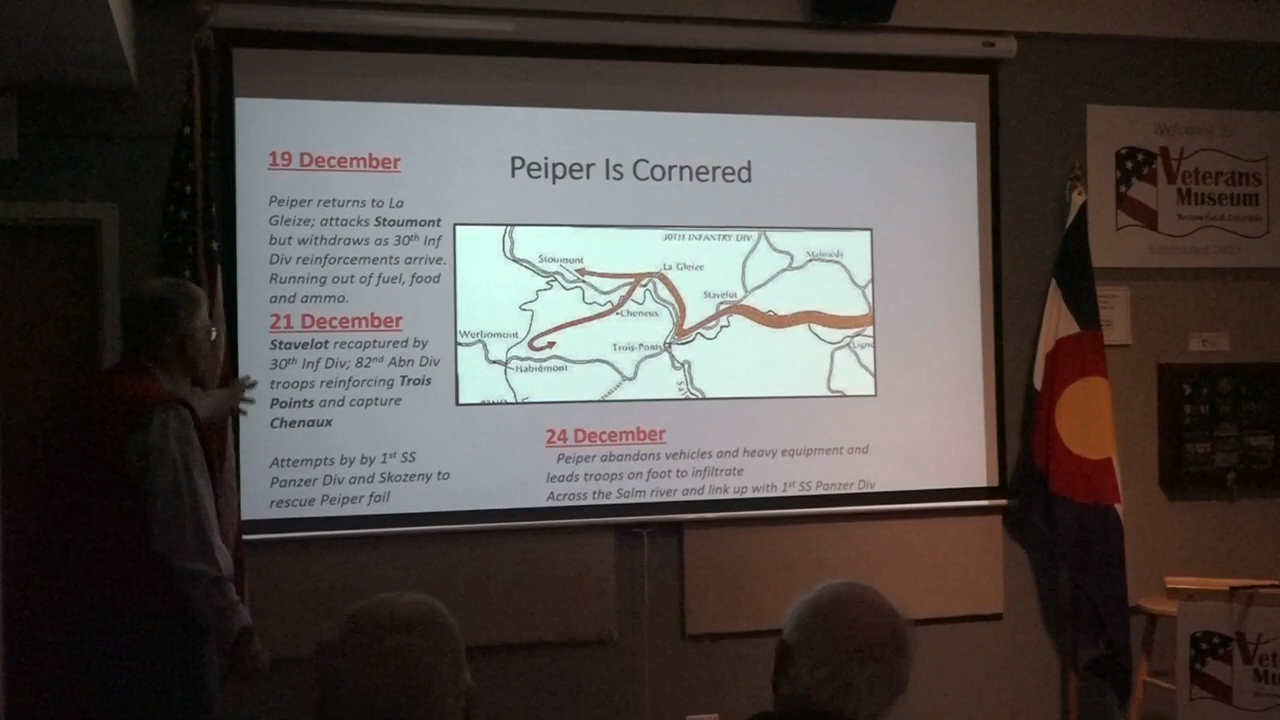 Peiper Is Cornered
19 December
Peiper returns to La
Gleize; attacks Stoumont
but withdraws as 30th Inf
Div reinforcements arrive.
Running out of fuel, food
and ammo.
21 December
Stavelot recaptured by
30th Inf Div; 82nd Abn Div
troops reinforcing Trois
Points and capture
Chenaux
Attempts by by 1st SS
Panzer Div and Skozeny to
rescue Peiper fail
30TH INFANTRY DIV.
Stoumont
La Gleize
Malmedy
Stavelot
Cheneux
Werbomont
Trois-Ponts
Habiémont
24 December
Peiper abandons vehicles and heavy equipment and
leads troops on foot to infiltrate
Across the Salm river and link up with 1st SS Panzer Div
Welcome to
Veterans
Museum
Broomfield, Colorado
Vet
Mu